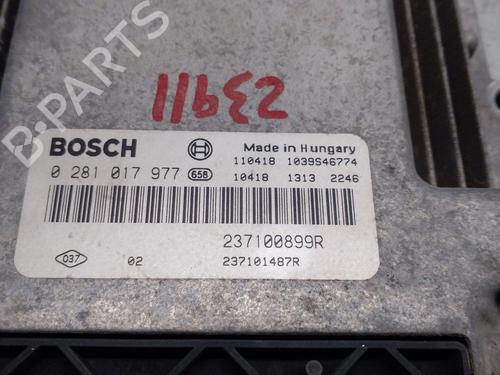 B-PARTS
11632
BOSCH
Made in Hungary
110418 1039S46774
0 281 017 977 658 10418 1313 2246
237100899R
037 02 237101487R